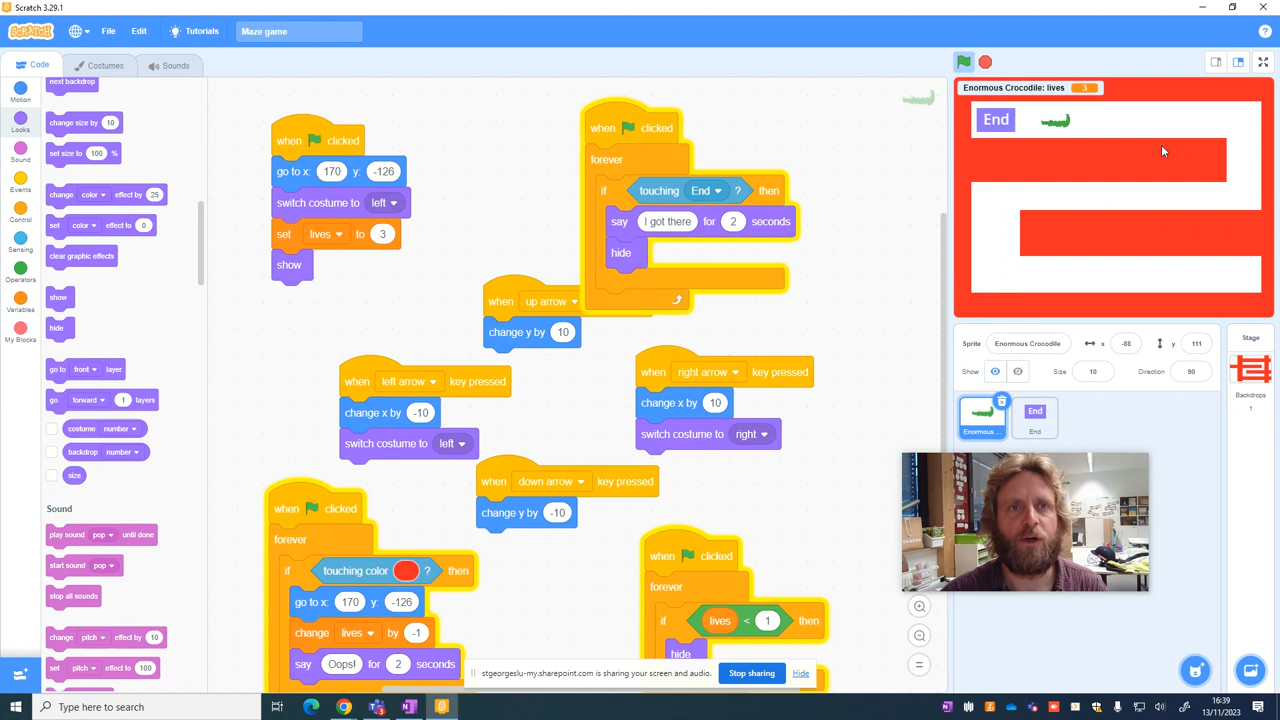 Scratch 3.29.1
SCRATCH File Edit Tutorials Maze game
Code Costumes Sounds
Motion
Looks
Sound
Events
Control
Sensing
Operators
Variables
My Blocks
next backdrop
change size by 10
set size to 100 %
change color effect by 25
set color effect to 0
clear graphic effects
show
hide
go to front layer
go forward 1 layers
costume number
backdrop number
size
Sound
play sound pop until done
start sound pop
stop all sounds
change pitch effect by 10
set pitch effect to 100
when clicked
go to x: 170 y: -126
switch costume to left
set lives to 3
show
when clicked
forever
if touching End ? then
say I got there for 2 seconds
hide
when up arrow
change y by 10
when left arrow key pressed
change x by -10
switch costume to left
when right arrow key pressed
change x by 10
switch costume to right
when down arrow key pressed
change y by -10
when clicked
forever
if touching color ? then
go to x: 170 y: -126
change lives by -1
say Oops! for 2 seconds
when clicked
forever
if lives < 1 then
hide
Enormous Crocodile: lives 3
End
Sprite Enormous Crocodile x -88 y 111
Show Size 10 Direction 90
Enormous ...
End
End
Stage
Backdrops
1
stgeorgeslu-my.sharepoint.com is sharing your screen and audio. Stop sharing Hide
Type here to search
16:39
13/11/2023